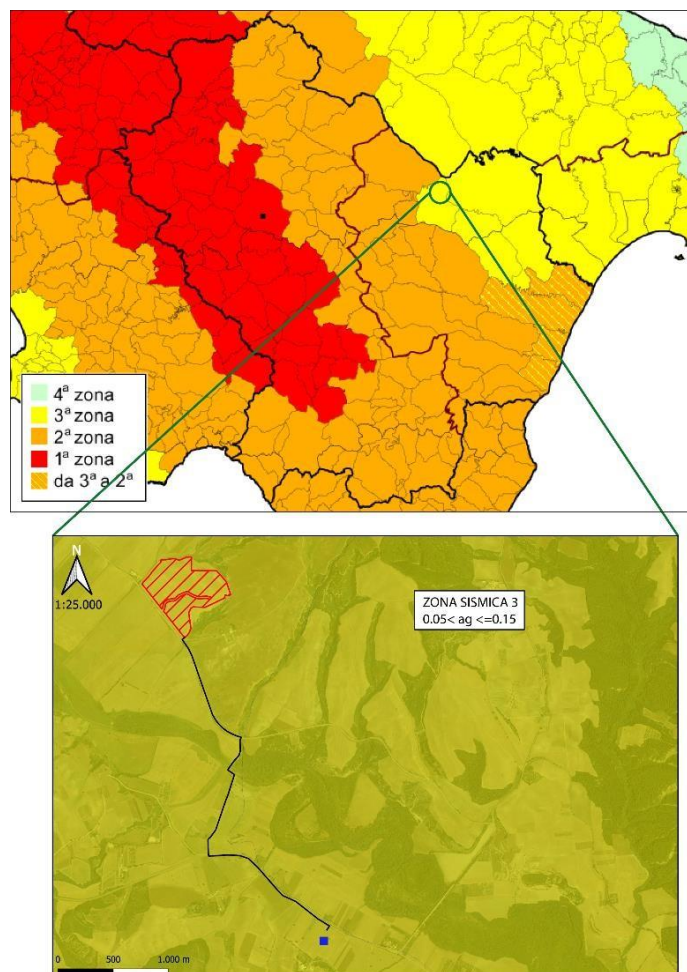 4ª zona
3ª zona
2ª zona
1ª zona
da 3ª a 2ª
N
1:25.000
ZONA SISMICA 3
0.05< ag <=0.15
0 500 1.000 m